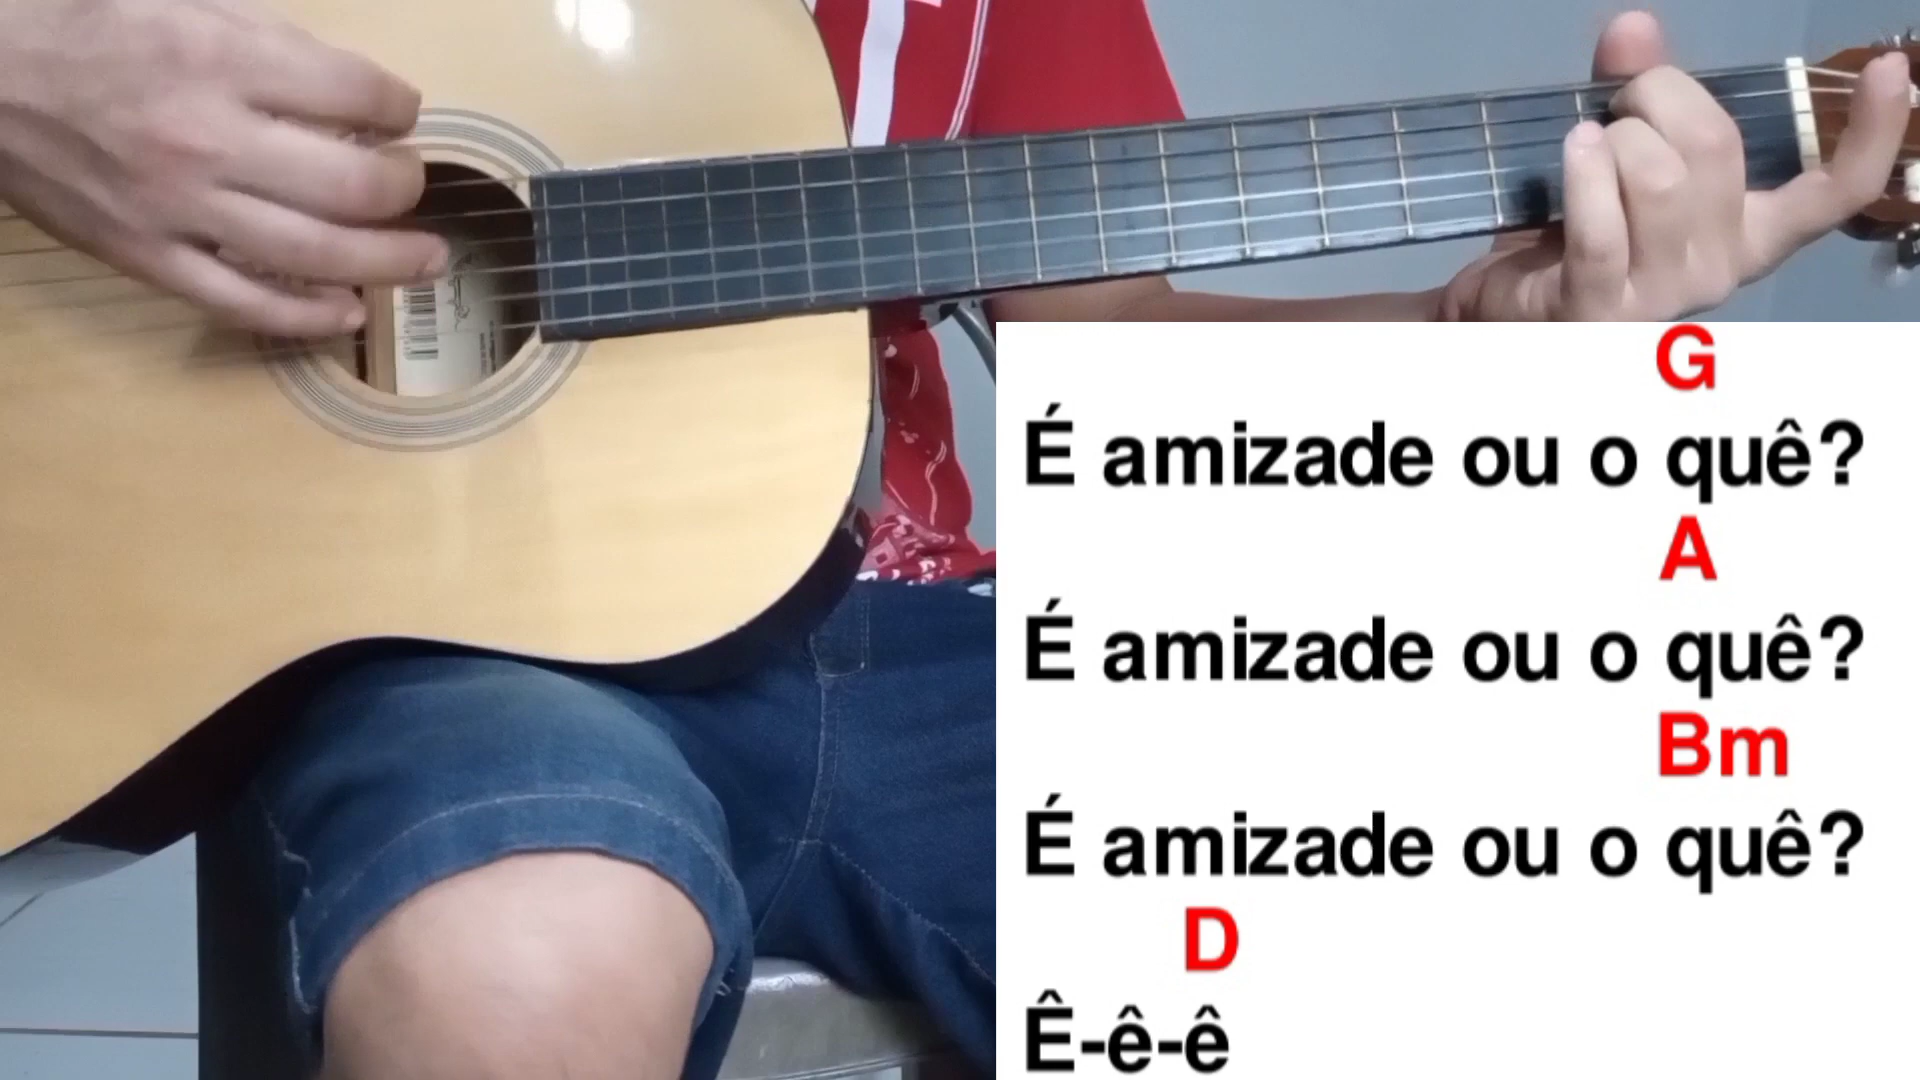 G
É amizade ou o quê?
A
É amizade ou o quê?
Bm
É amizade ou o quê?
D
Ê-ê-ê